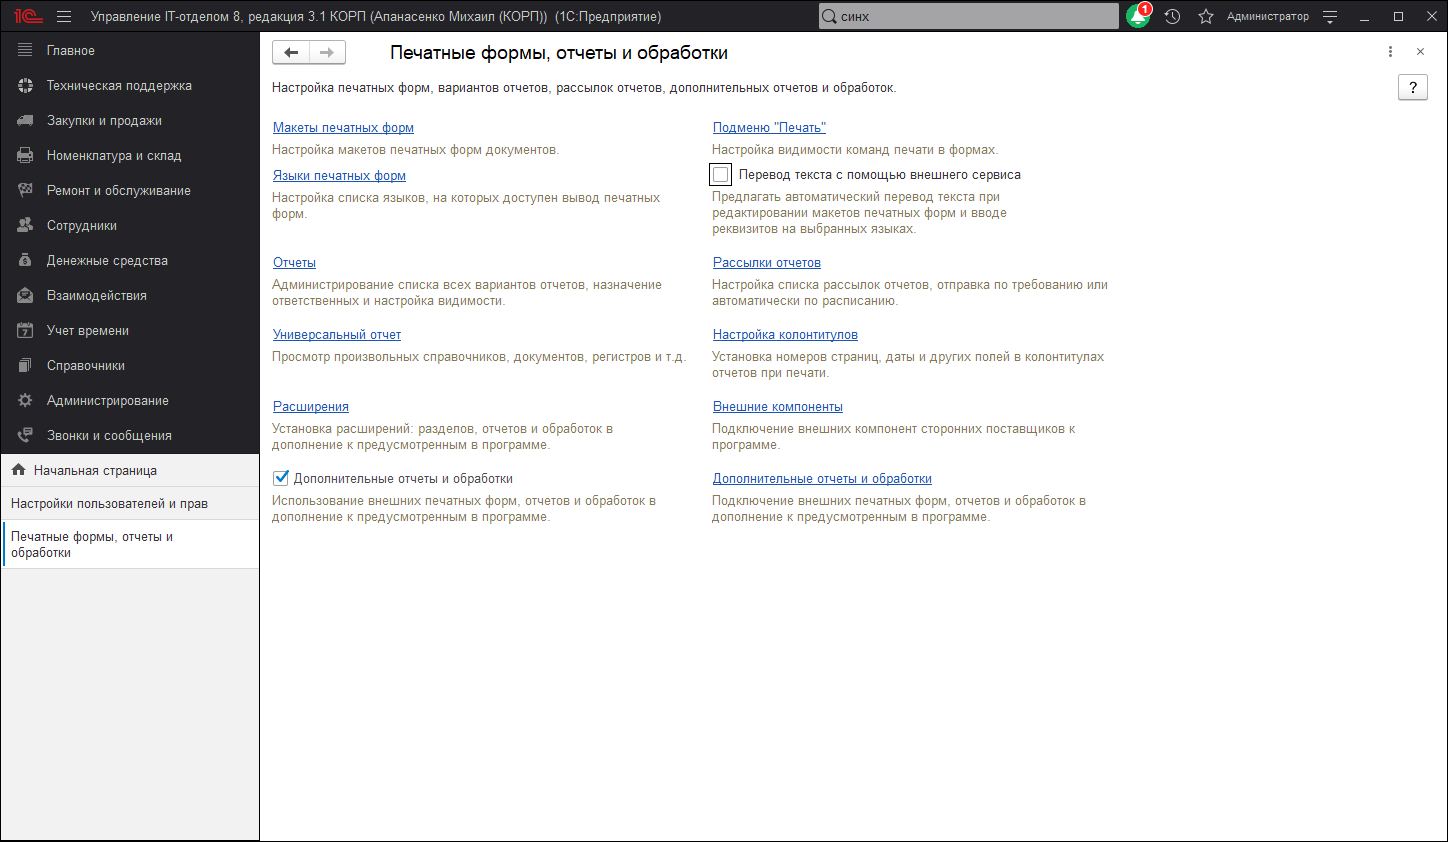 1С Управление IT-отделом 8, редакция 3.1 КОРП (Апанасенко Михаил (КОРП)) (1С:Предприятие) синх 1 Администратор
Главное
Техническая поддержка
Закупки и продажи
Номенклатура и склад
Ремонт и обслуживание
Сотрудники
Денежные средства
Взаимодействия
7 Учет времени
Справочники
Администрирование
Звонки и сообщения
Начальная страница
Настройки пользователей и прав
Печатные формы, отчеты и
обработки
Печатные формы, отчеты и обработки
Настройка печатных форм, вариантов отчетов, рассылок отчетов, дополнительных отчетов и обработок.
?
Макеты печатных форм
Настройка макетов печатных форм документов.
Подменю "Печать"
Настройка видимости команд печати в формах.
Языки печатных форм
Настройка списка языков, на которых доступен вывод печатных
форм.
Перевод текста с помощью внешнего сервиса
Предлагать автоматический перевод текста при
редактировании макетов печатных форм и вводе
реквизитов на выбранных языках.
Отчеты
Администрирование списка всех вариантов отчетов, назначение
ответственных и настройка видимости.
Рассылки отчетов
Настройка списка рассылок отчетов, отправка по требованию или
автоматически по расписанию.
Универсальный отчет
Просмотр произвольных справочников, документов, регистров и т.д.
Настройка колонтитулов
Установка номеров страниц, даты и других полей в колонтитулах
отчетов при печати.
Расширения
Установка расширений: разделов, отчетов и обработок в
дополнение к предусмотренным в программе.
Внешние компоненты
Подключение внешних компонент сторонних поставщиков к
программе.
Дополнительные отчеты и обработки
Использование внешних печатных форм, отчетов и обработок в
дополнение к предусмотренным в программе.
Дополнительные отчеты и обработки
Подключение внешних печатных форм, отчетов и обработок в
дополнение к предусмотренным в программе.